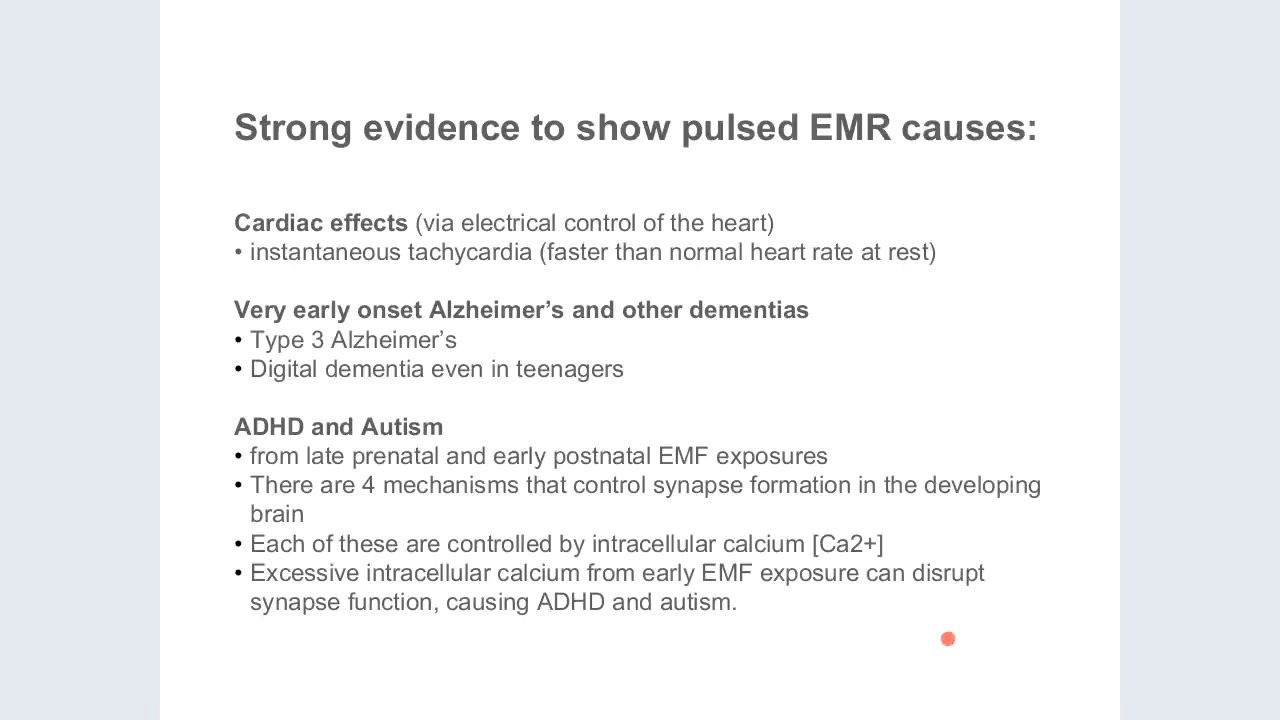 Strong evidence to show pulsed EMR causes:
Cardiac effects (via electrical control of the heart)
• instantaneous tachycardia (faster than normal heart rate at rest)
Very early onset Alzheimer’s and other dementias
• Type 3 Alzheimer’s
• Digital dementia even in teenagers
ADHD and Autism
• from late prenatal and early postnatal EMF exposures
• There are 4 mechanisms that control synapse formation in the developing
brain
• Each of these are controlled by intracellular calcium [Ca2+]
• Excessive intracellular calcium from early EMF exposure can disrupt
synapse function, causing ADHD and autism.